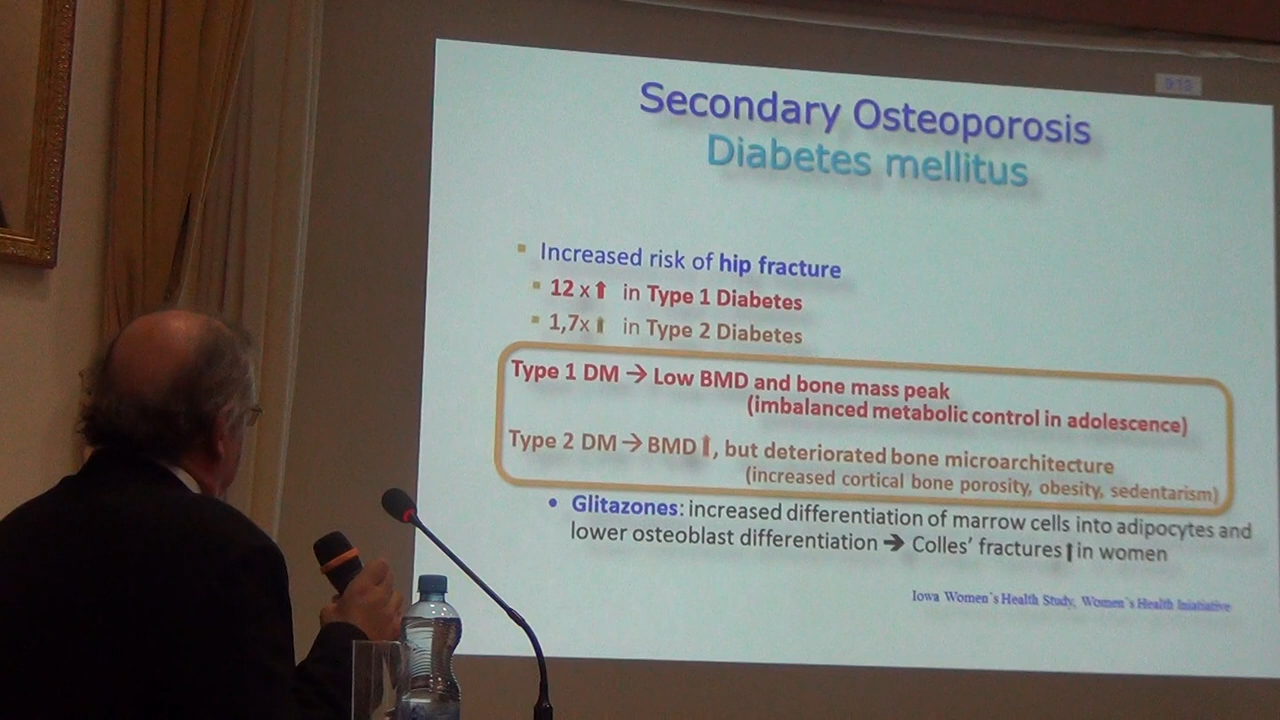 9:13
Secondary Osteoporosis
Diabetes mellitus
▪ Increased risk of hip fracture
▪ 12 x ⬆ in Type 1 Diabetes
▪ 1,7x ⬆ in Type 2 Diabetes
Type 1 DM → Low BMD and bone mass peak
(imbalanced metabolic control in adolescence)
Type 2 DM → BMD ⬆, but deteriorated bone microarchitecture
(increased cortical bone porosity, obesity, sedentarism)
• Glitazones: increased differentiation of marrow cells into adipocytes and
lower osteoblast differentiation ➔ Colles’ fractures ⬆ in women
Iowa Women´s Health Study, Women´s Health Iniatiative